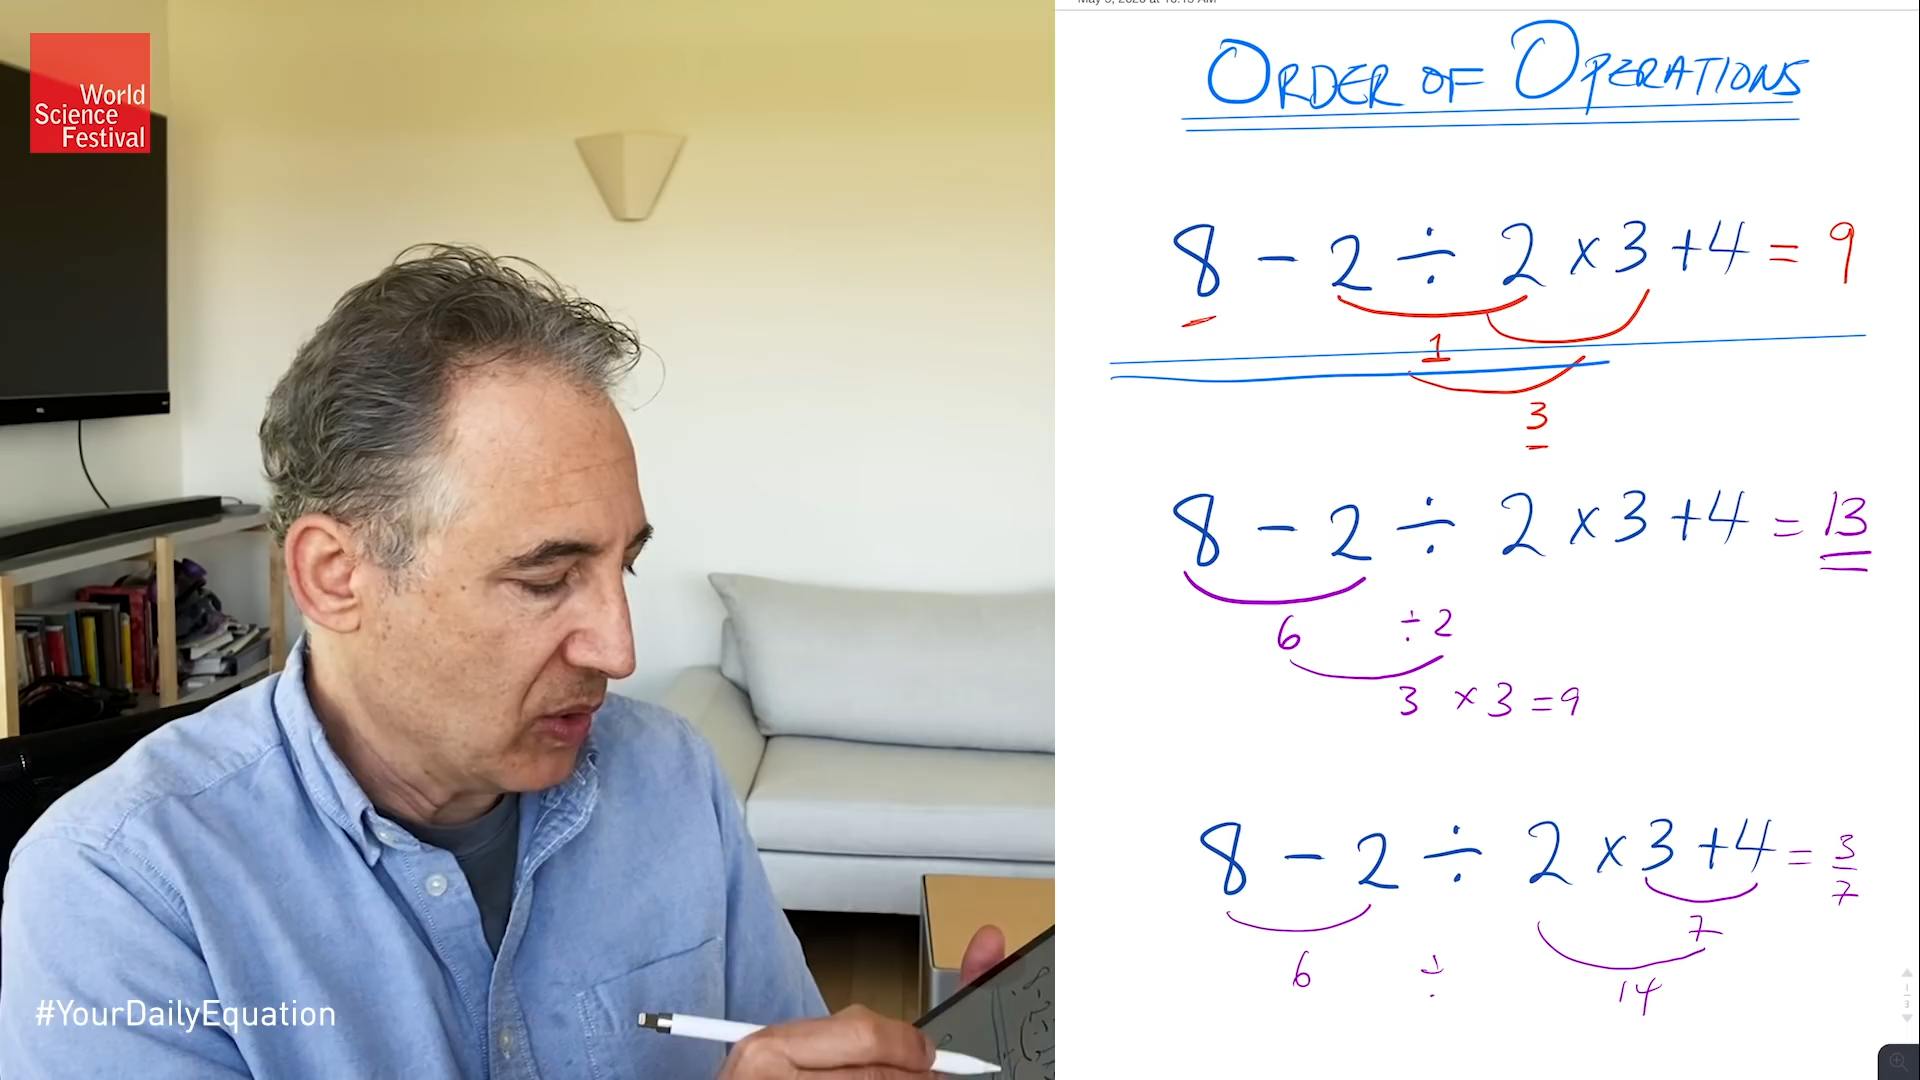 World
Science
Festival
#YourDailyEquation
ORDER OF OPERATIONS
8 - 2 ÷ 2 × 3 + 4 = 9
1
3
8 - 2 ÷ 2 × 3 + 4 = 13
6 ÷ 2
3 × 3 = 9
8 - 2 ÷ 2 × 3 + 4 = 3/7
7
6 ÷ 14